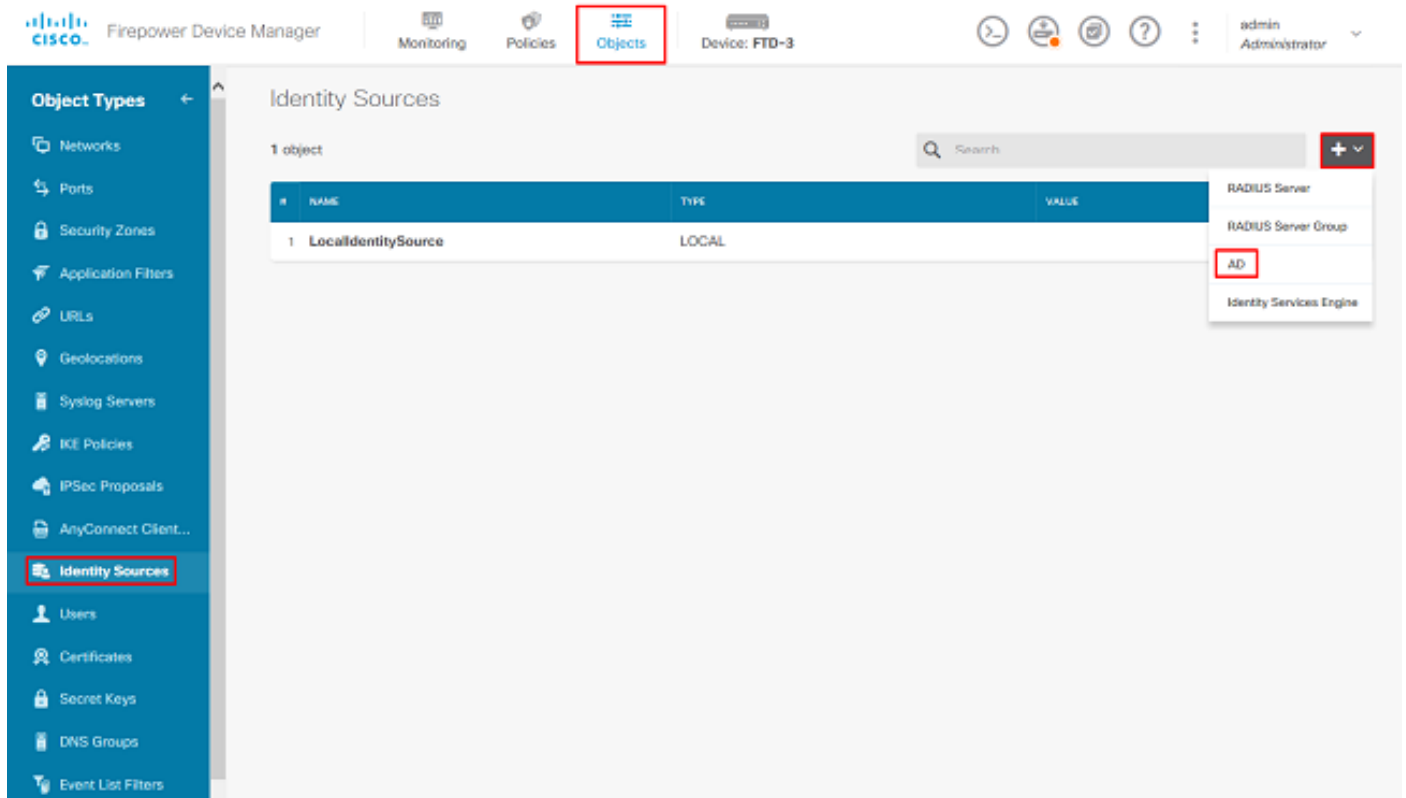 CISCO
Firepower Device Manager
Monitoring
Policies
Objects
Device: FTD-3
admin
Administrator
Object Types
Networks
Ports
Security Zones
Application Filters
URLs
Geolocations
Syslog Servers
IKE Policies
IPSec Proposals
AnyConnect Client...
Identity Sources
Users
Certificates
Secret Keys
DNS Groups
Event List Filters
Identity Sources
1 object
Search
# NAME TYPE VALUE
1 LocalIdentitySource LOCAL
RADIUS Server
RADIUS Server Group
AD
Identity Services Engine